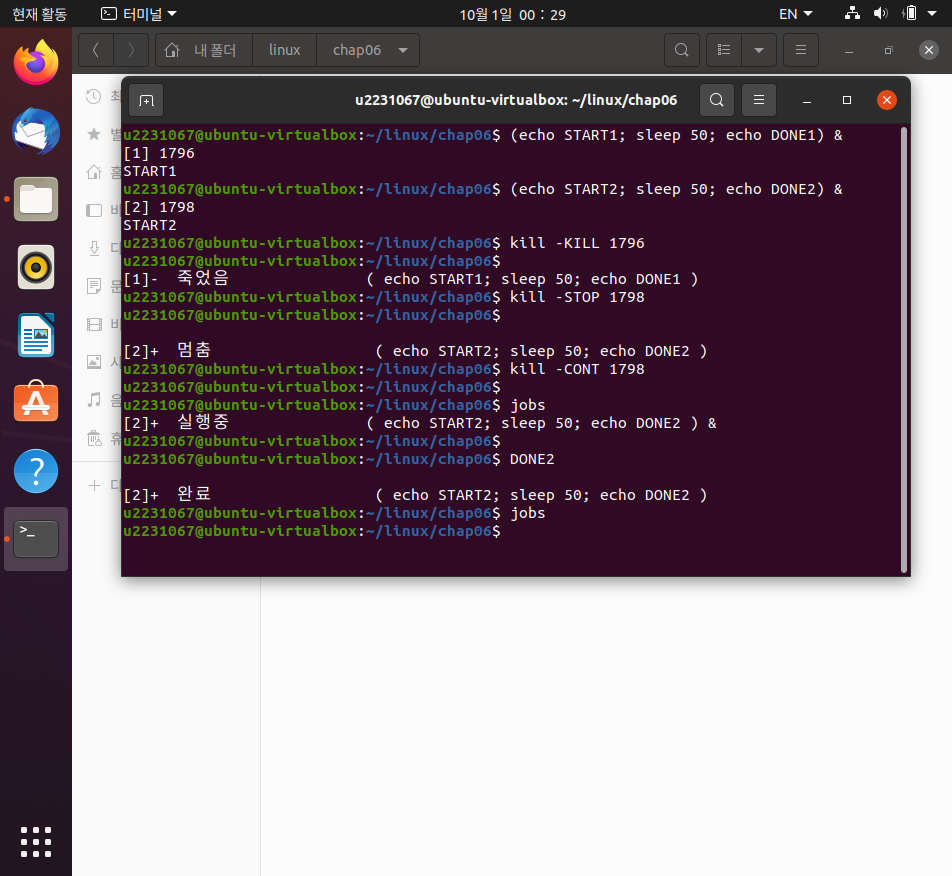 현재 활동 터미널 10월 1일 00 : 29 EN
내 폴더 linux chap06
u2231067@ubuntu-virtualbox: ~/linux/chap06
u2231067@ubuntu-virtualbox:~/linux/chap06$ (echo START1; sleep 50; echo DONE1) &
[1] 1796
START1
u2231067@ubuntu-virtualbox:~/linux/chap06$ (echo START2; sleep 50; echo DONE2) &
[2] 1798
START2
u2231067@ubuntu-virtualbox:~/linux/chap06$ kill -KILL 1796
u2231067@ubuntu-virtualbox:~/linux/chap06$
[1]-  죽었음               ( echo START1; sleep 50; echo DONE1 )
u2231067@ubuntu-virtualbox:~/linux/chap06$ kill -STOP 1798
u2231067@ubuntu-virtualbox:~/linux/chap06$
[2]+  멈춤                  ( echo START2; sleep 50; echo DONE2 )
u2231067@ubuntu-virtualbox:~/linux/chap06$ kill -CONT 1798
u2231067@ubuntu-virtualbox:~/linux/chap06$
u2231067@ubuntu-virtualbox:~/linux/chap06$ jobs
[2]+  실행중               ( echo START2; sleep 50; echo DONE2 ) &
u2231067@ubuntu-virtualbox:~/linux/chap06$
u2231067@ubuntu-virtualbox:~/linux/chap06$ DONE2
[2]+  완료                  ( echo START2; sleep 50; echo DONE2 )
u2231067@ubuntu-virtualbox:~/linux/chap06$ jobs
u2231067@ubuntu-virtualbox:~/linux/chap06$